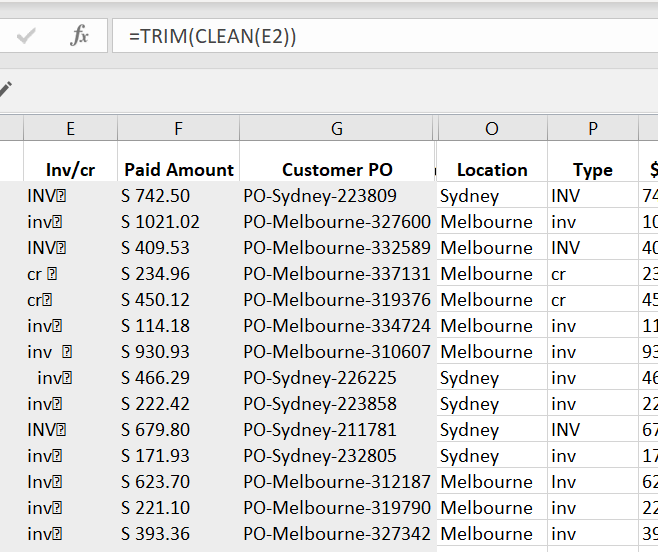 fx =TRIM(CLEAN(E2))
E F G O P
Inv/cr Paid Amount Customer PO Location Type $
INV⍰ S 742.50 PO-Sydney-223809 Sydney INV 74
inv⍰ S 1021.02 PO-Melbourne-327600 Melbourne inv 10
INV⍰ S 409.53 PO-Melbourne-332589 Melbourne INV 40
cr ⍰ S 234.96 PO-Melbourne-337131 Melbourne cr 23
cr⍰ S 450.12 PO-Melbourne-319376 Melbourne cr 45
inv⍰ S 114.18 PO-Melbourne-334724 Melbourne inv 11
inv ⍰ S 930.93 PO-Melbourne-310607 Melbourne inv 93
inv⍰ S 466.29 PO-Sydney-226225 Sydney inv 46
inv⍰ S 222.42 PO-Sydney-223858 Sydney inv 22
INV⍰ S 679.80 PO-Sydney-211781 Sydney INV 67
inv⍰ S 171.93 PO-Sydney-232805 Sydney inv 17
Inv⍰ S 623.70 PO-Melbourne-312187 Melbourne Inv 62
inv⍰ S 221.10 PO-Melbourne-319790 Melbourne inv 22
inv⍰ S 393.36 PO-Melbourne-327342 Melbourne inv 39